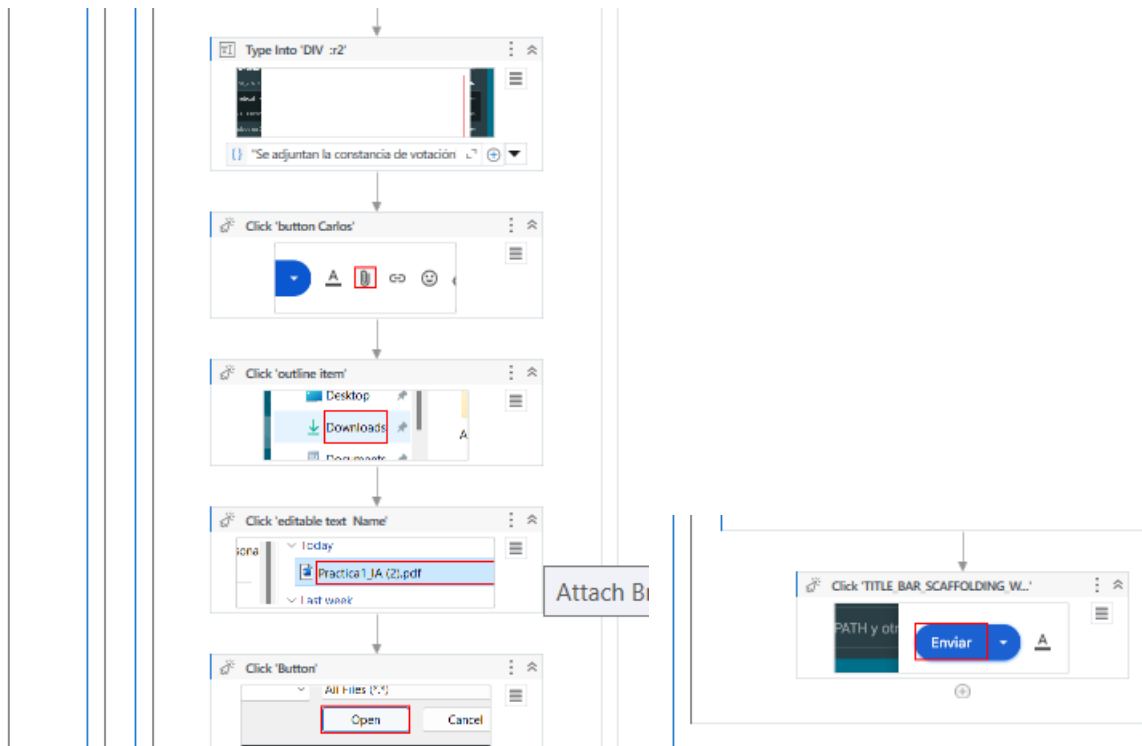 Type Into 'DIV :r2'
"Se adjuntan la constancia de votación
Click 'button Carlos'
A
Click 'outline item'
Desktop
Downloads
A
Documents
Click 'editable text Name'
sona
Today
Practica1_IA (2).pdf
Last week
Attach Br
Click 'Button'
All Files (*.*)
Open Cancel
Click 'TITLE_BAR_SCAFFOLDING_W...'
PATH y otr
Enviar
A